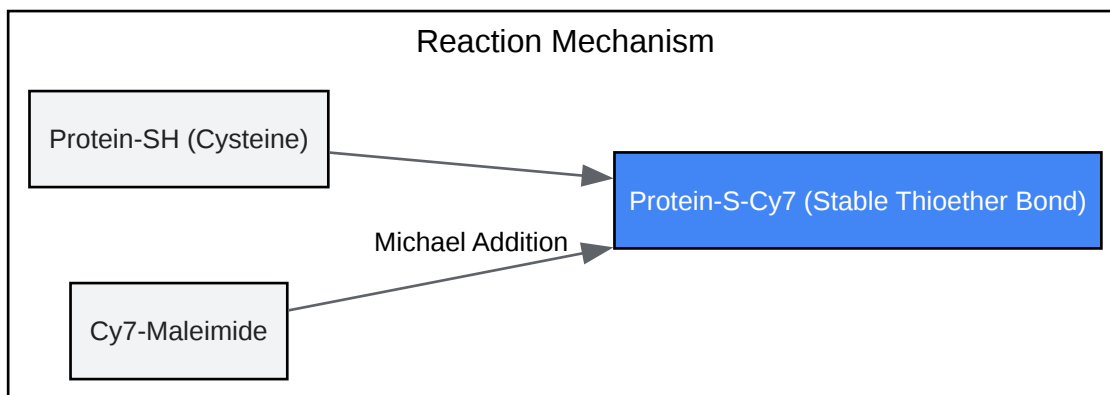 Reaction Mechanism
Protein-SH (Cysteine)
Protein-S-Cy7 (Stable Thioether Bond)
Michael Addition
Cy7-Maleimide